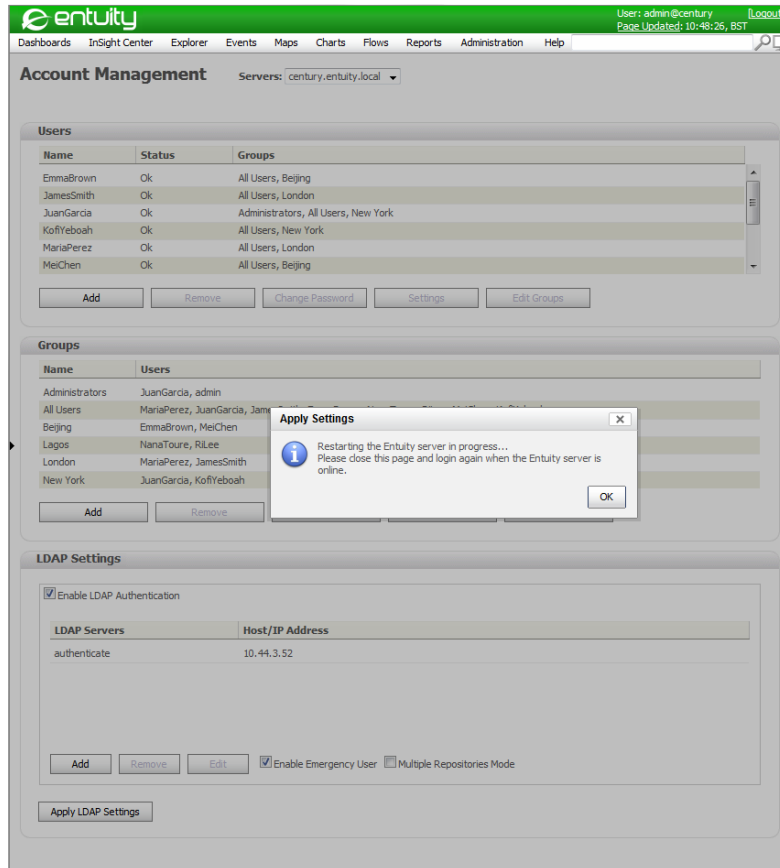 entuity
User: admin@century [Logout
Page Updated: 10:48:26, BST
Dashboards InSight Center Explorer Events Maps Charts Flows Reports Administration Help
Account Management Servers: century.entuity.local
Users
Name Status Groups
EmmaBrown Ok All Users, Beijing
JamesSmith Ok All Users, London
JuanGarcia Ok Administrators, All Users, New York
KofiYeboah Ok All Users, New York
MariaPerez Ok All Users, London
MeiChen Ok All Users, Beijing
Add Remove Change Password Settings Edit Groups
Groups
Name Users
Administrators JuanGarcia, admin
All Users MariaPerez, JuanGarcia,
Beijing EmmaBrown, MeiChen
Lagos NanaToure, RiLee
London MariaPerez, JamesSmith
New York JuanGarcia, KofiYeboah
Add Remove
Apply Settings
Restarting the Entuity server in progress...
Please close this page and login again when the Entuity server is
online.
OK
LDAP Settings
Enable LDAP Authentication
LDAP Servers Host/IP Address
authenticate 10.44.3.52
Add Remove Edit Enable Emergency User Multiple Repositories Mode
Apply LDAP Settings